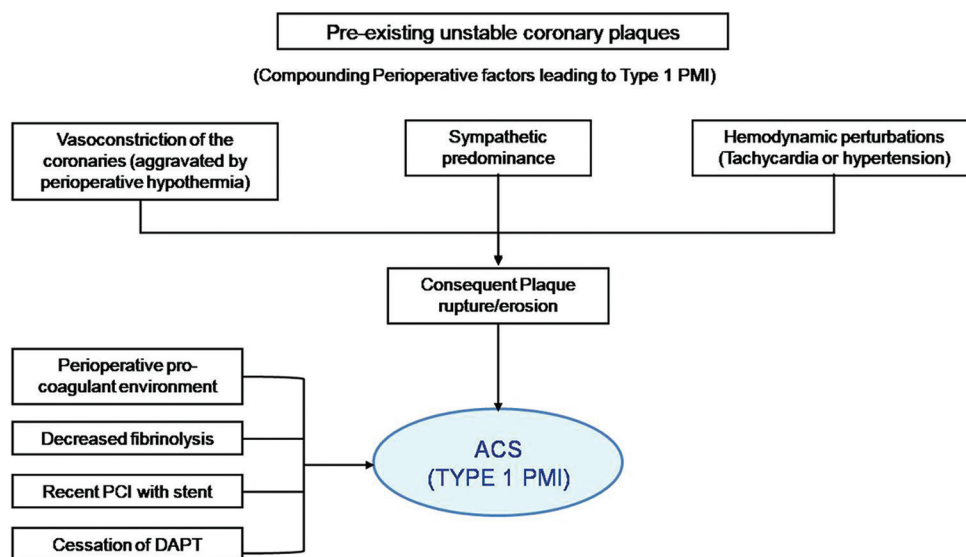 Pre-existing unstable coronary plaques
(Compounding Perioperative factors leading to Type 1 PMI)
Vasoconstriction of the
coronaries (aggravated by
perioperative hypothermia)
Sympathetic
predominance
Hemodynamic perturbations
(Tachycardia or hypertension)
Consequent Plaque
rupture/erosion
Perioperative pro-
coagulant environment
Decreased fibrinolysis
Recent PCI with stent
Cessation of DAPT
ACS
(TYPE 1 PMI)